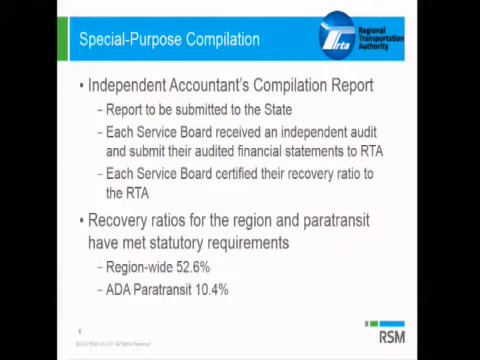 Special-Purpose Compilation
rta
Regional
Transportation
Authority
• Independent Accountant's Compilation Report
– Report to be submitted to the State
– Each Service Board received an independent audit
and submit their audited financial statements to RTA
– Each Service Board certified their recovery ratio to
the RTA
• Recovery ratios for the region and paratransit
have met statutory requirements
– Region-wide 52.6%
– ADA Paratransit 10.4%
RSM